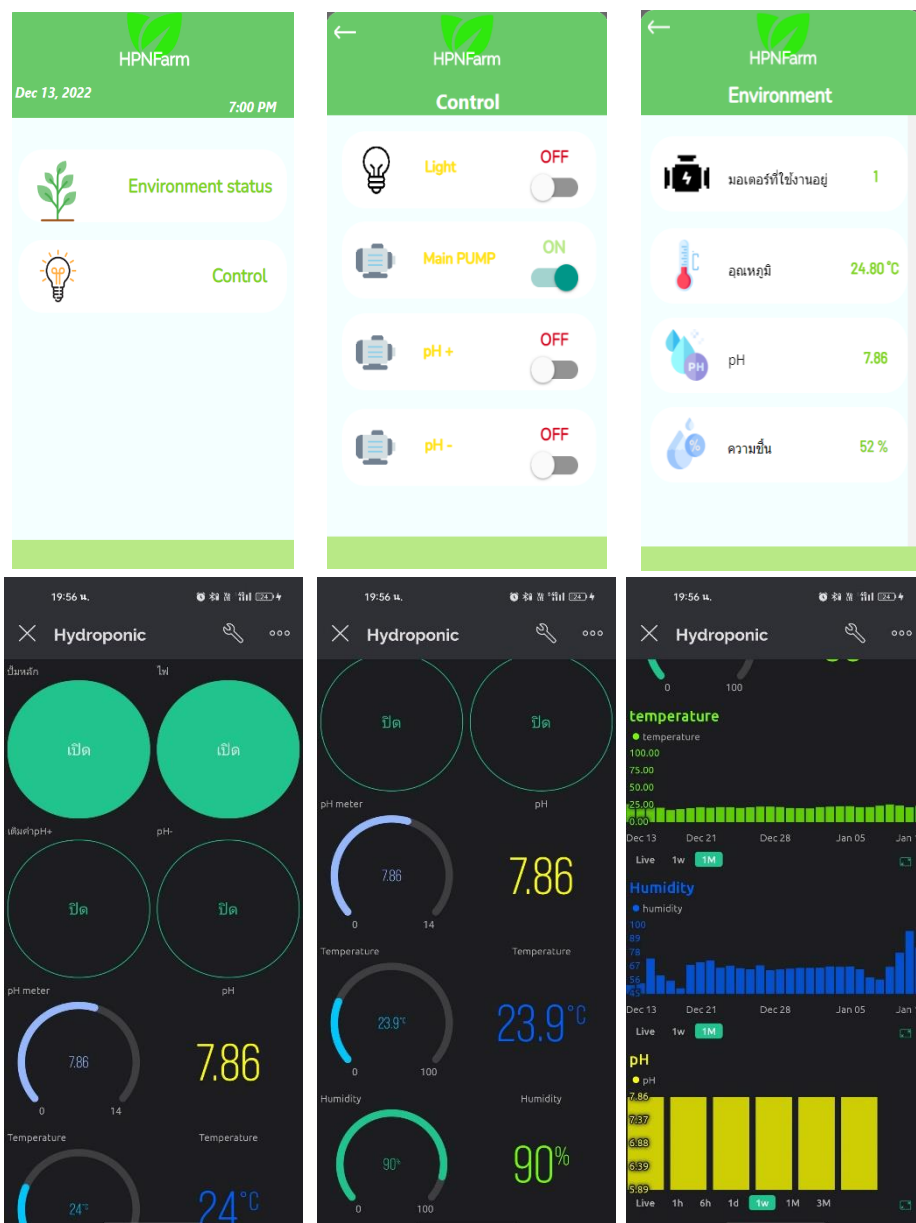 HPNFarm
Dec 13, 2022
7:00 PM
Environment status
Control
HPNFarm
Control
Light
OFF
Main PUMP
ON
pH +
OFF
pH -
OFF
HPNFarm
Environment
มอเตอร์ที่ใช้งานอยู่
1
°C
อุณหภูมิ
24.80 °C
PH
pH
7.86
%
ความชื้น
52 %
19:56 น.
24
Hydroponic
ปั๊มหลัก
ไฟ
เปิด
เปิด
เติมค่าpH+
pH-
ปิด
ปิด
pH meter
pH
7.86
7.86
0
14
Temperature
Temperature
24°C
24°C
19:56 น.
24
Hydroponic
ปิด
ปิด
pH meter
pH
7.86
7.86
0
14
Temperature
Temperature
23.9°C
23.9°C
0
100
Humidity
Humidity
90%
90%
0
100
19:56 น.
24
Hydroponic
0
100
temperature
temperature
100.00
75.00
50.00
25.00
0.00
Dec 13 Dec 21 Dec 28 Jan 05 Jan
Live 1w 1M
Humidity
humidity
100
89
78
67
56
45
Dec 13 Dec 21 Dec 28 Jan 05 Jan
Live 1w 1M
pH
pH
7.86
7.37
6.88
6.39
5.89
Live 1h 6h 1d 1w 1M 3M